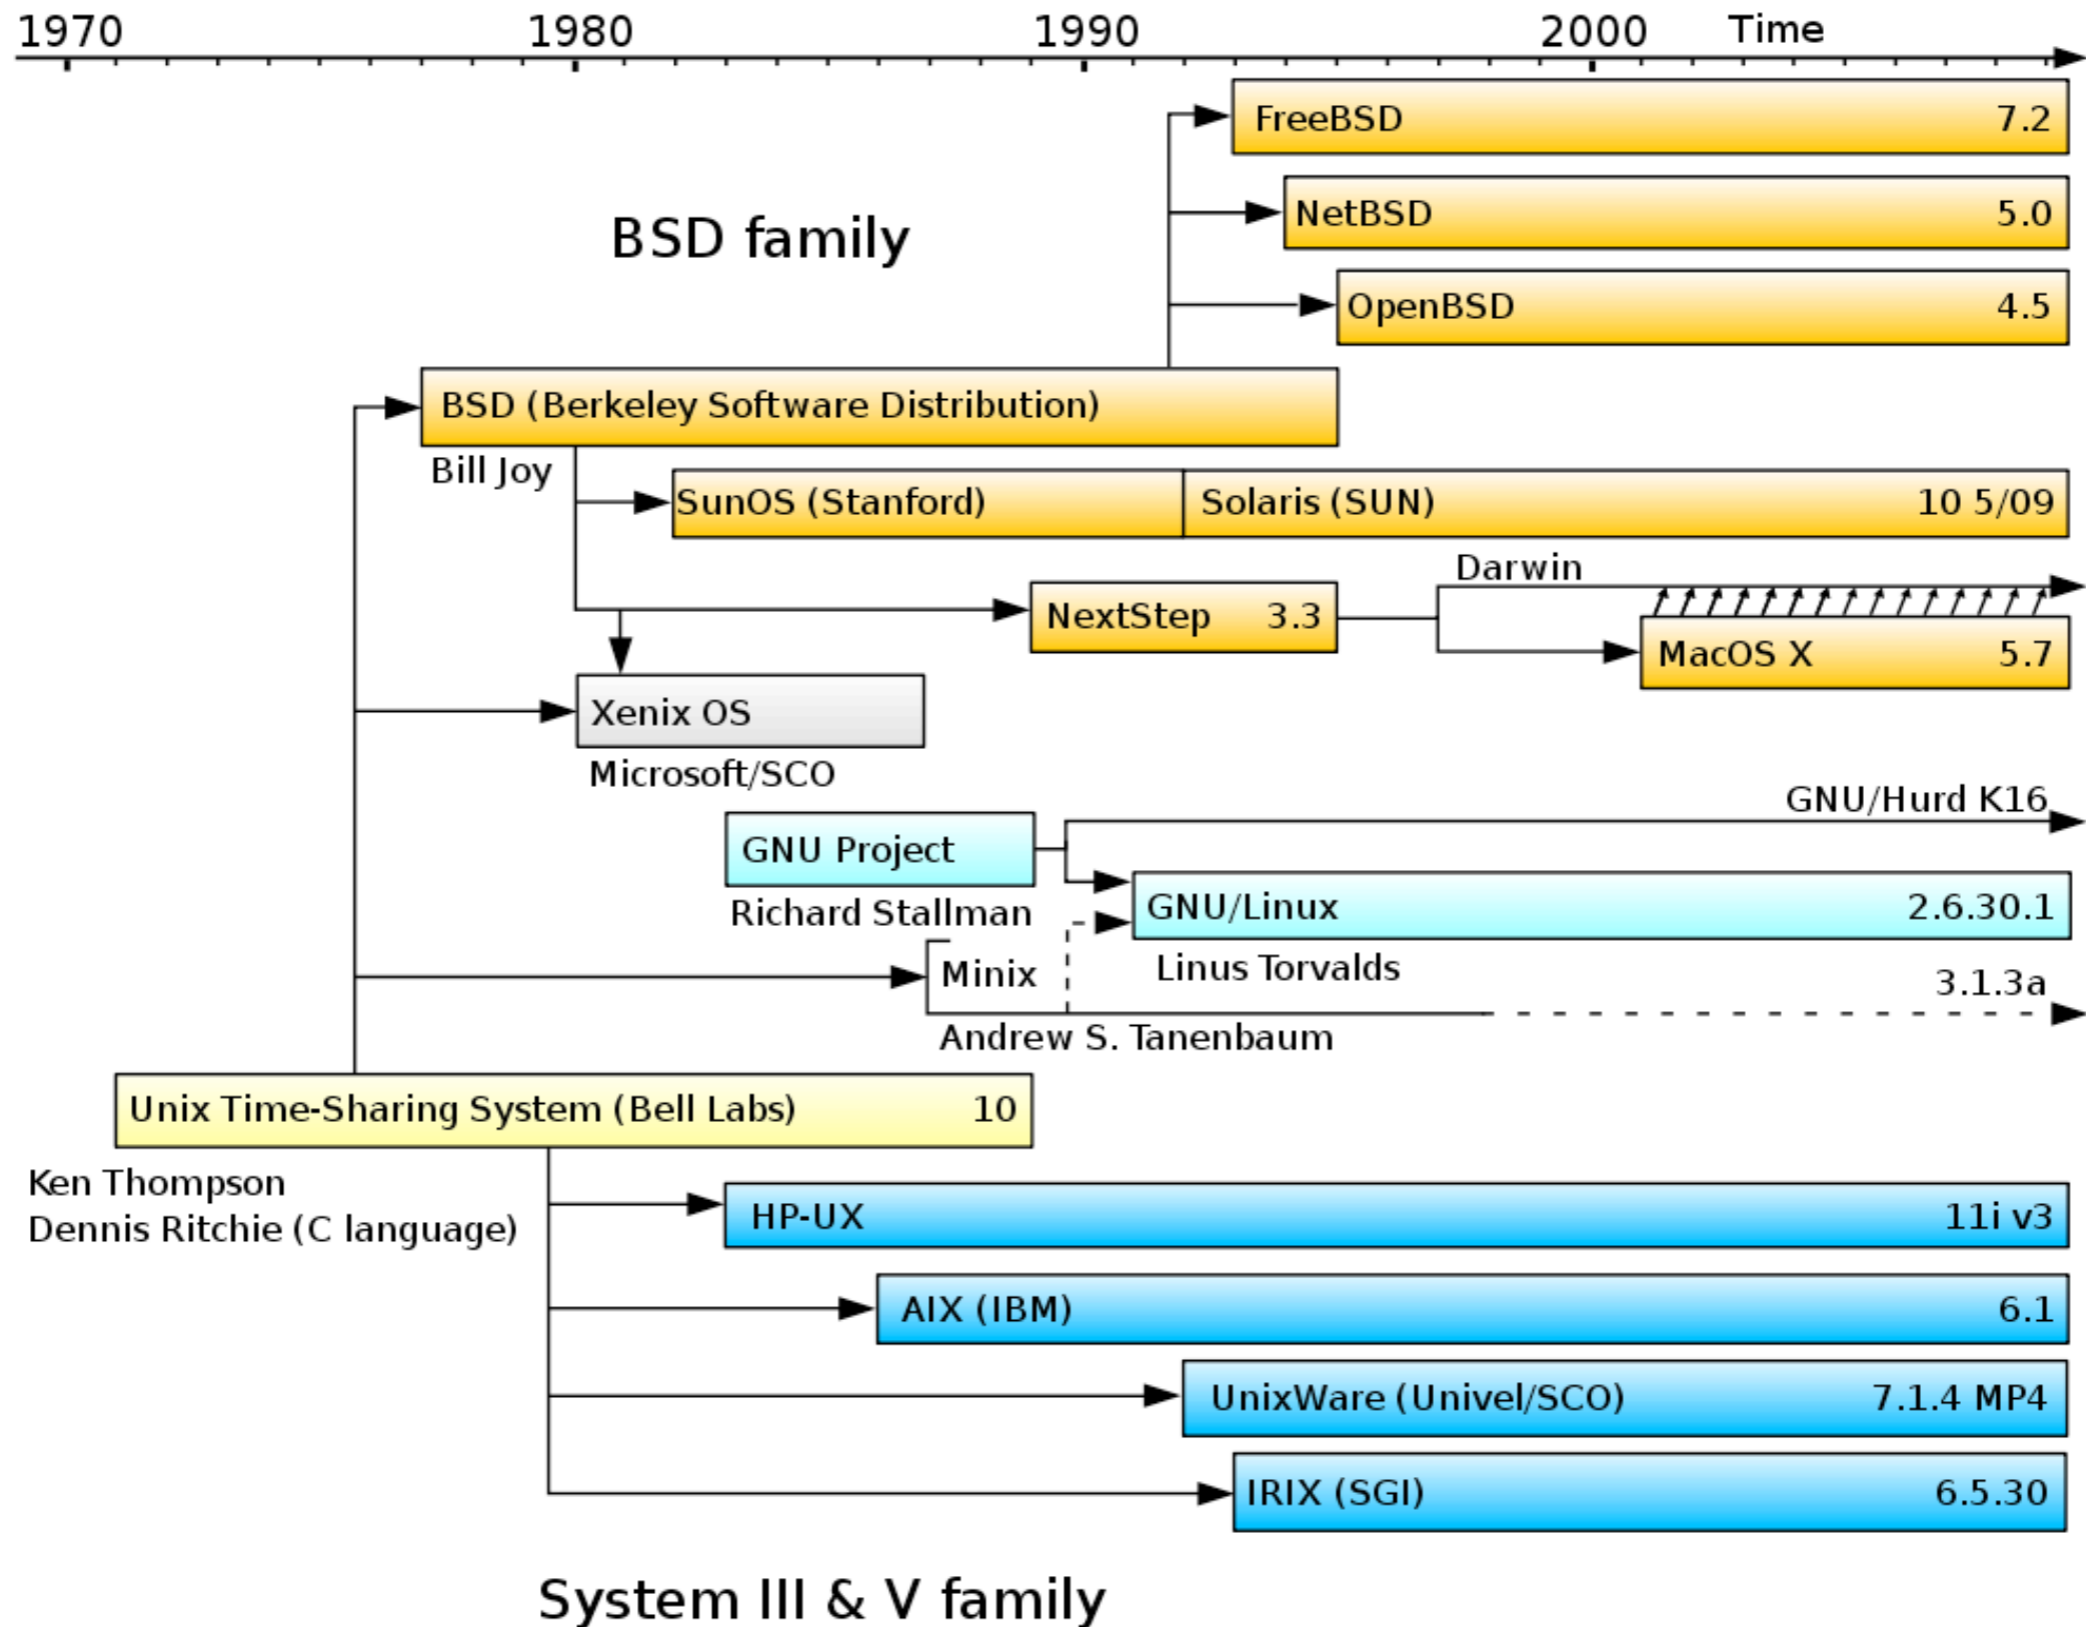 1970 1980 1990 2000 Time
FreeBSD 7.2
NetBSD 5.0
BSD family
OpenBSD 4.5
BSD (Berkeley Software Distribution)
Bill Joy
SunOS (Stanford) Solaris (SUN) 10 5/09
Darwin
NextStep 3.3
MacOS X 5.7
Xenix OS
Microsoft/SCO
GNU/Hurd K16
GNU Project
Richard Stallman
GNU/Linux 2.6.30.1
Linus Torvalds
Minix
3.1.3a
Andrew S. Tanenbaum
Unix Time-Sharing System (Bell Labs) 10
Ken Thompson
Dennis Ritchie (C language)
HP-UX 11i v3
AIX (IBM) 6.1
UnixWare (Univel/SCO) 7.1.4 MP4
IRIX (SGI) 6.5.30
System III & V family